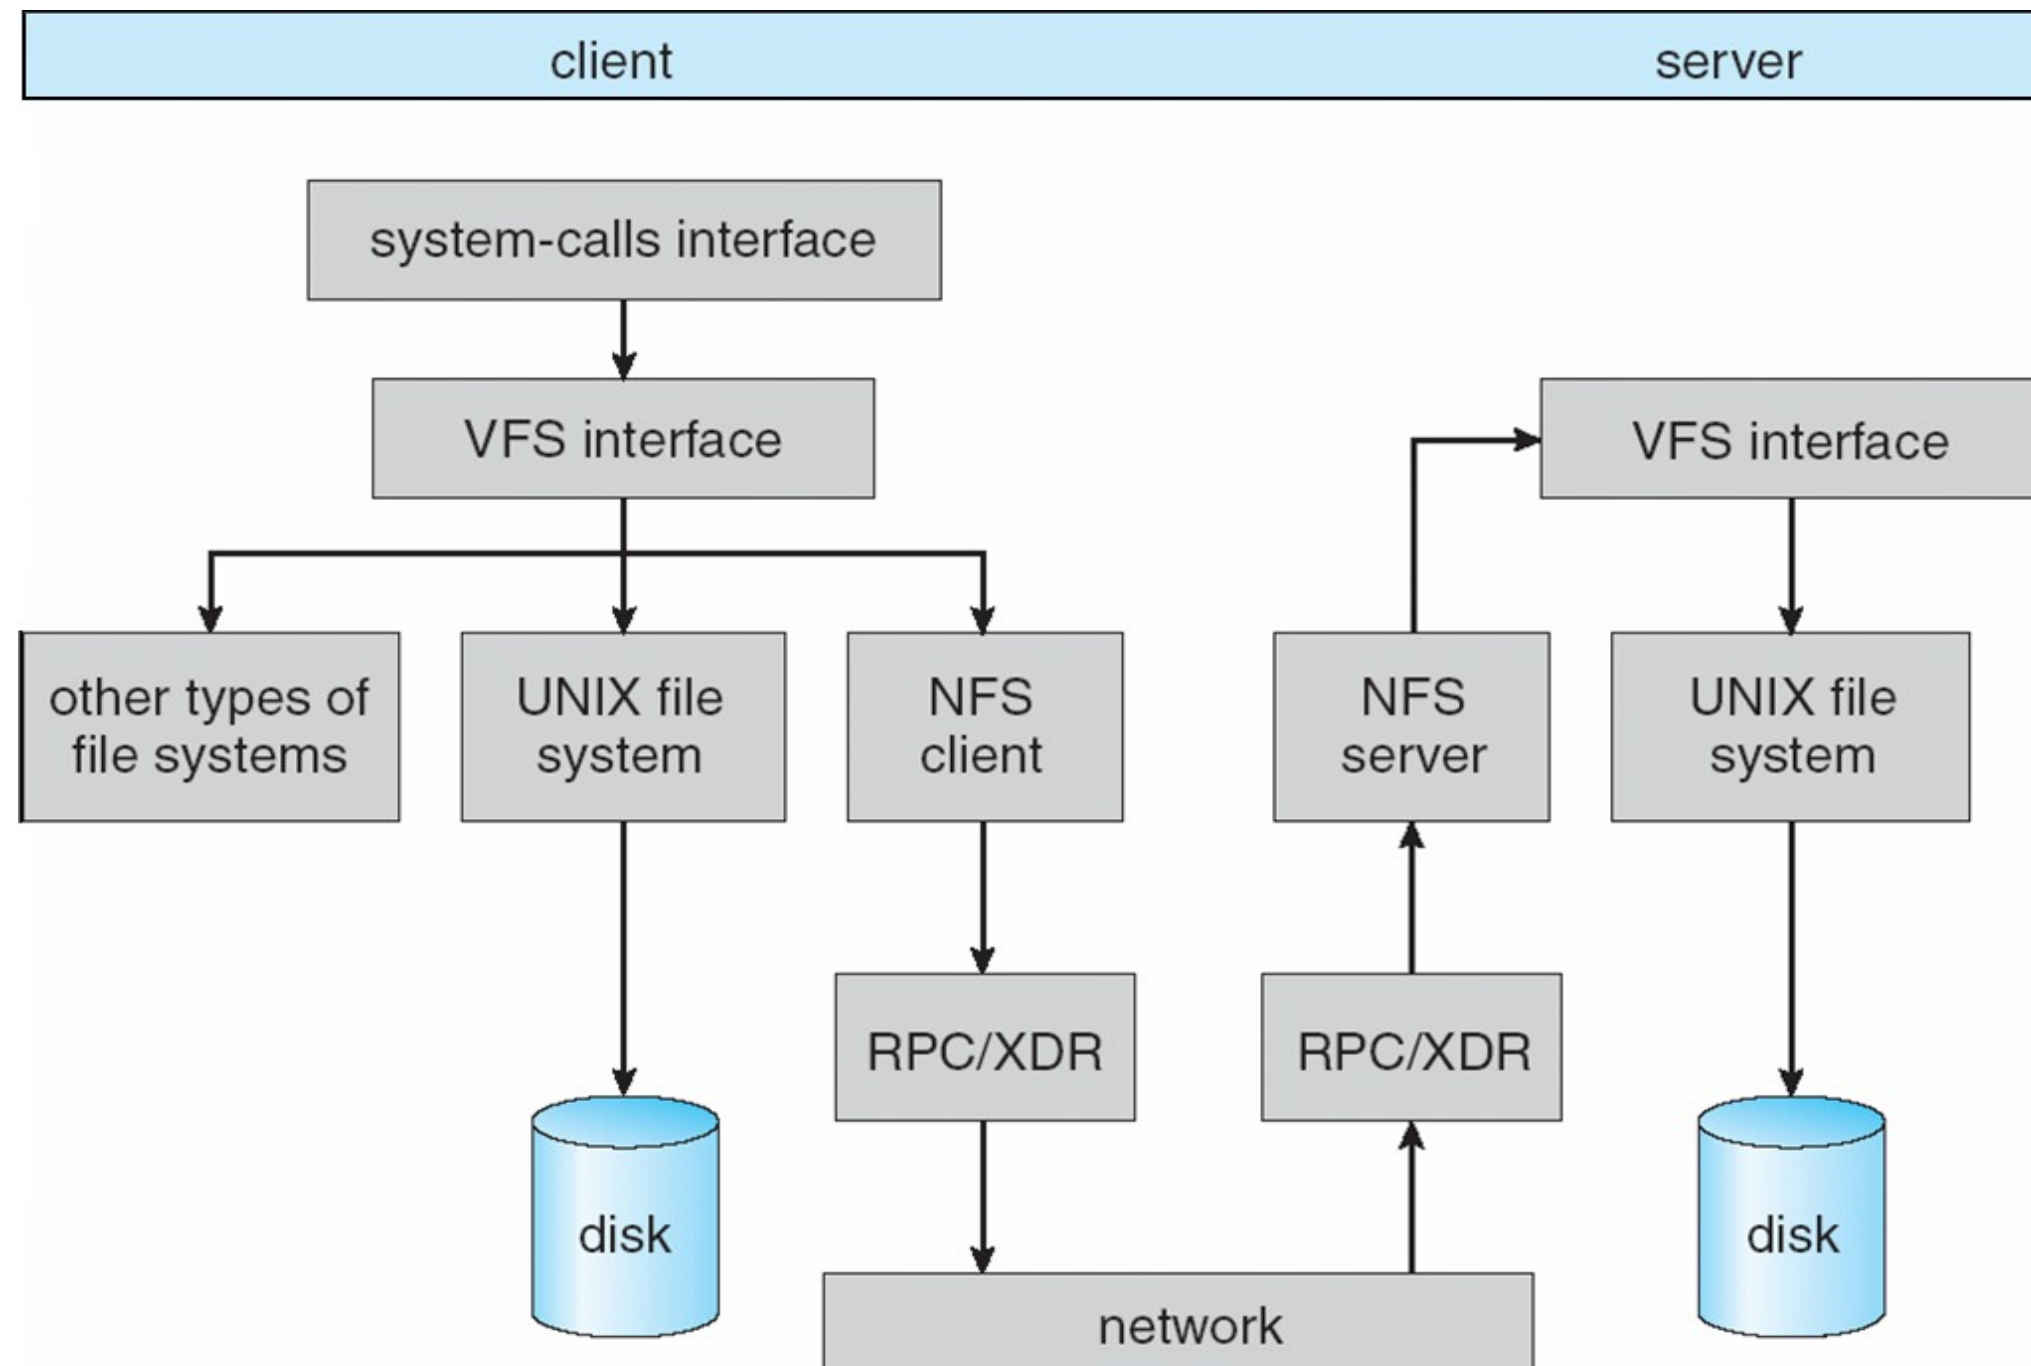 client
server
system-calls interface
VFS interface
VFS interface
other types of
file systems
UNIX file
system
NFS
client
NFS
server
UNIX file
system
RPC/XDR
RPC/XDR
disk
disk
network